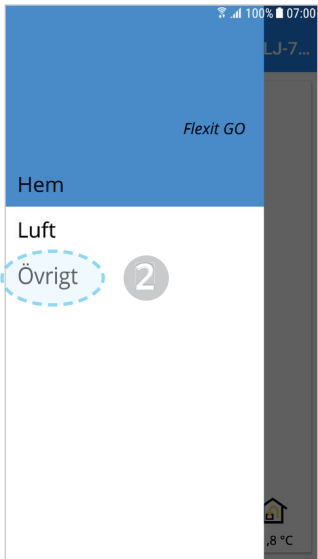 100% 07:00
LJ-7...
Flexit GO
Hem
Luft
Övrigt 2
,8 °C